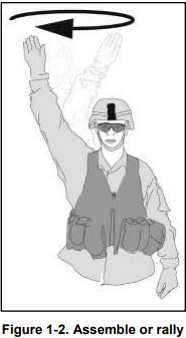 Figure 1-2. Assemble or rally